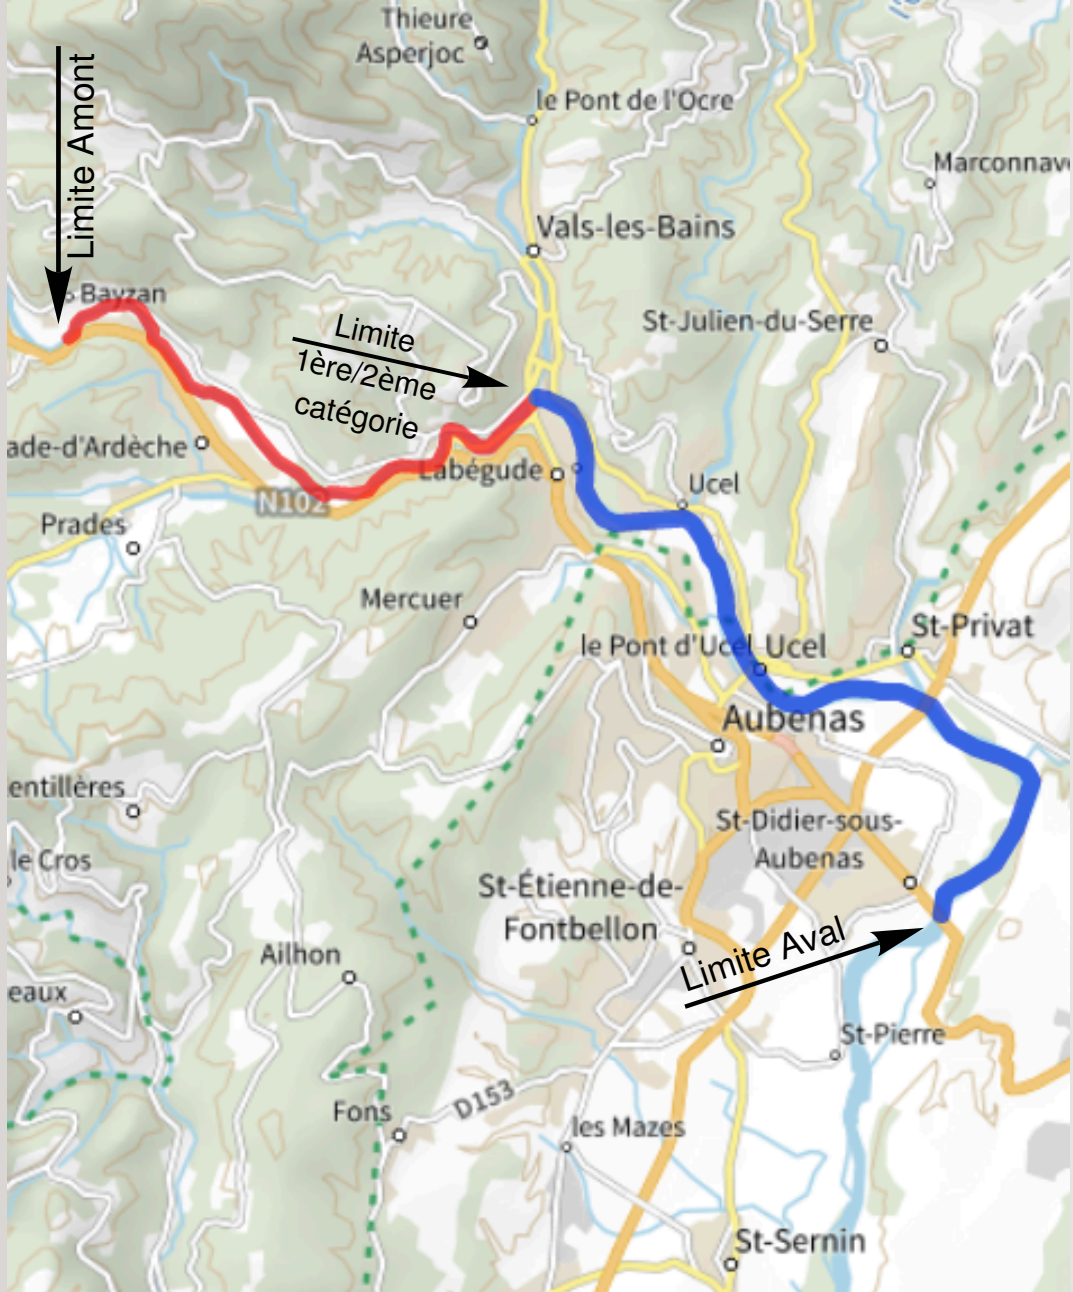 Thieure
Asperjoc
le Pont de l'Ocre
Marconnav
Limite Amont
Vals-les-Bains
Bayzan
St-Julien-du-Serre
Limite
1ère/2ème
catégorie
ade-d'Ardèche
Labégude
Ucel
N102
Prades
Mercuer
St-Privat
le Pont d'Ucel
Ucel
Aubenas
entillères
St-Didier-sous-
Aubenas
le Cros
St-Étienne-de-
Fontbellon
Limite Aval
Ailhon
eaux
St-Pierre
D153
Fons
les Mazes
St-Sernin